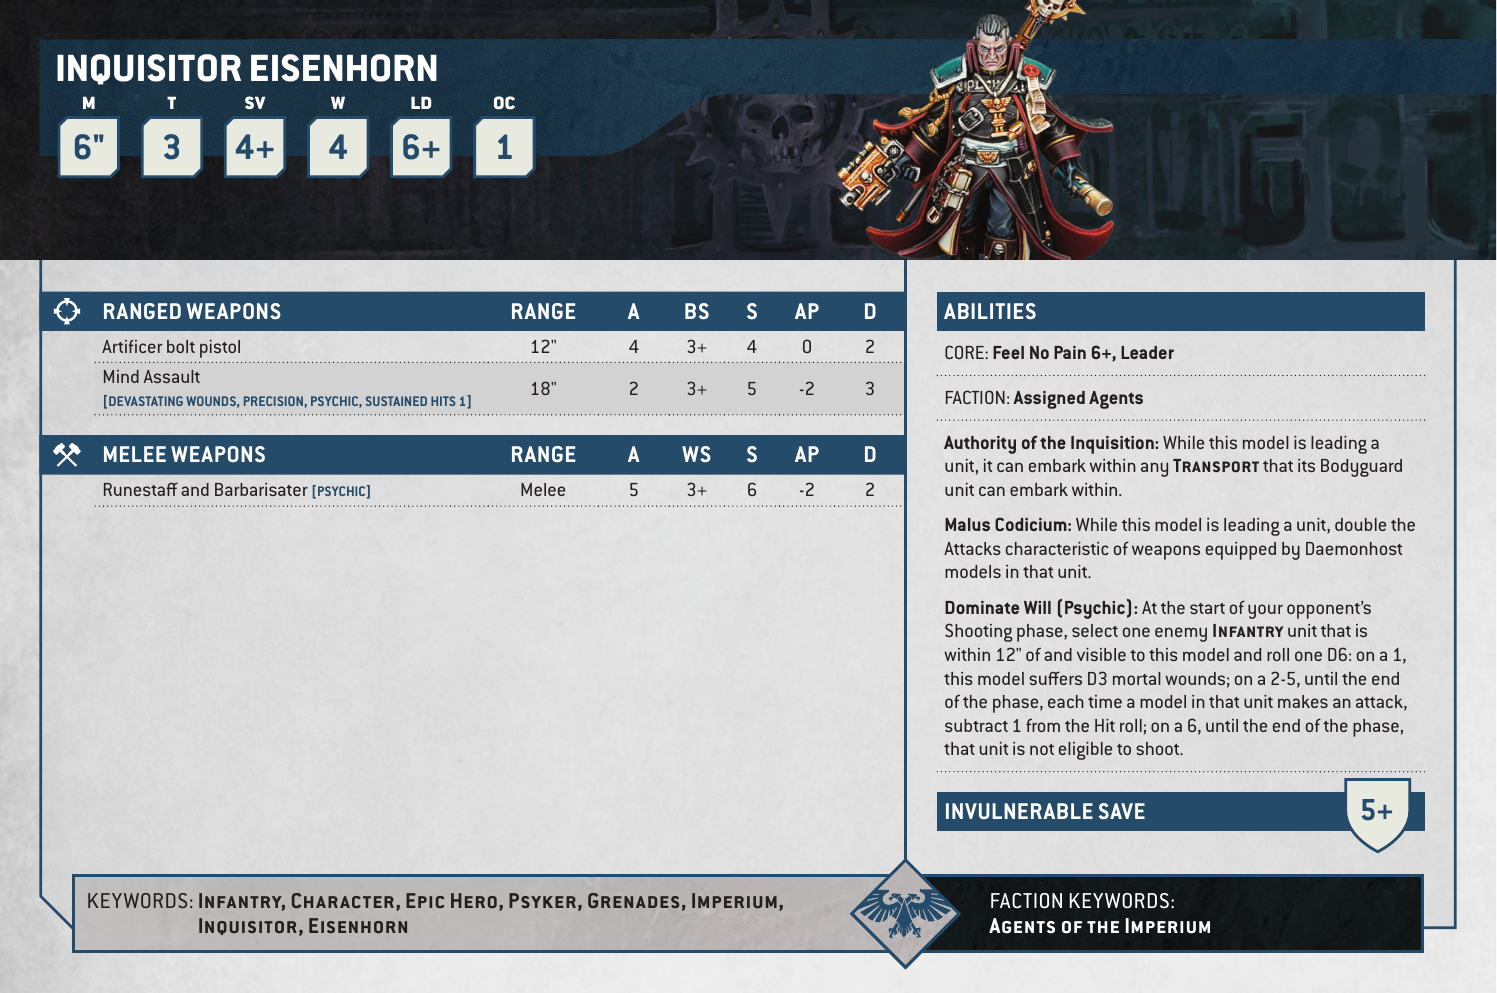 INQUISITOR EISENHORN
M T SV W LD OC
6" 3 4+ 4 6+ 1
RANGED WEAPONS RANGE A BS S AP D
Artificer bolt pistol 12" 4 3+ 4 0 2
Mind Assault 18" 2 3+ 5 -2 3
[DEVASTATING WOUNDS, PRECISION, PSYCHIC, SUSTAINED HITS 1]
MELEE WEAPONS RANGE A WS S AP D
Runestaff and Barbarisater [PSYCHIC] Melee 5 3+ 6 -2 2
ABILITIES
CORE: Feel No Pain 6+, Leader
FACTION: Assigned Agents
Authority of the Inquisition: While this model is leading a
unit, it can embark within any TRANSPORT that its Bodyguard
unit can embark within.
Malus Codicium: While this model is leading a unit, double the
Attacks characteristic of weapons equipped by Daemonhost
models in that unit.
Dominate Will (Psychic): At the start of your opponent's
Shooting phase, select one enemy INFANTRY unit that is
within 12" of and visible to this model and roll one D6: on a 1,
this model suffers D3 mortal wounds; on a 2-5, until the end
of the phase, each time a model in that unit makes an attack,
subtract 1 from the Hit roll; on a 6, until the end of the phase,
that unit is not eligible to shoot.
INVULNERABLE SAVE 5+
KEYWORDS: INFANTRY, CHARACTER, EPIC HERO, PSYKER, GRENADES, IMPERIUM,
INQUISITOR, EISENHORN
FACTION KEYWORDS:
AGENTS OF THE IMPERIUM